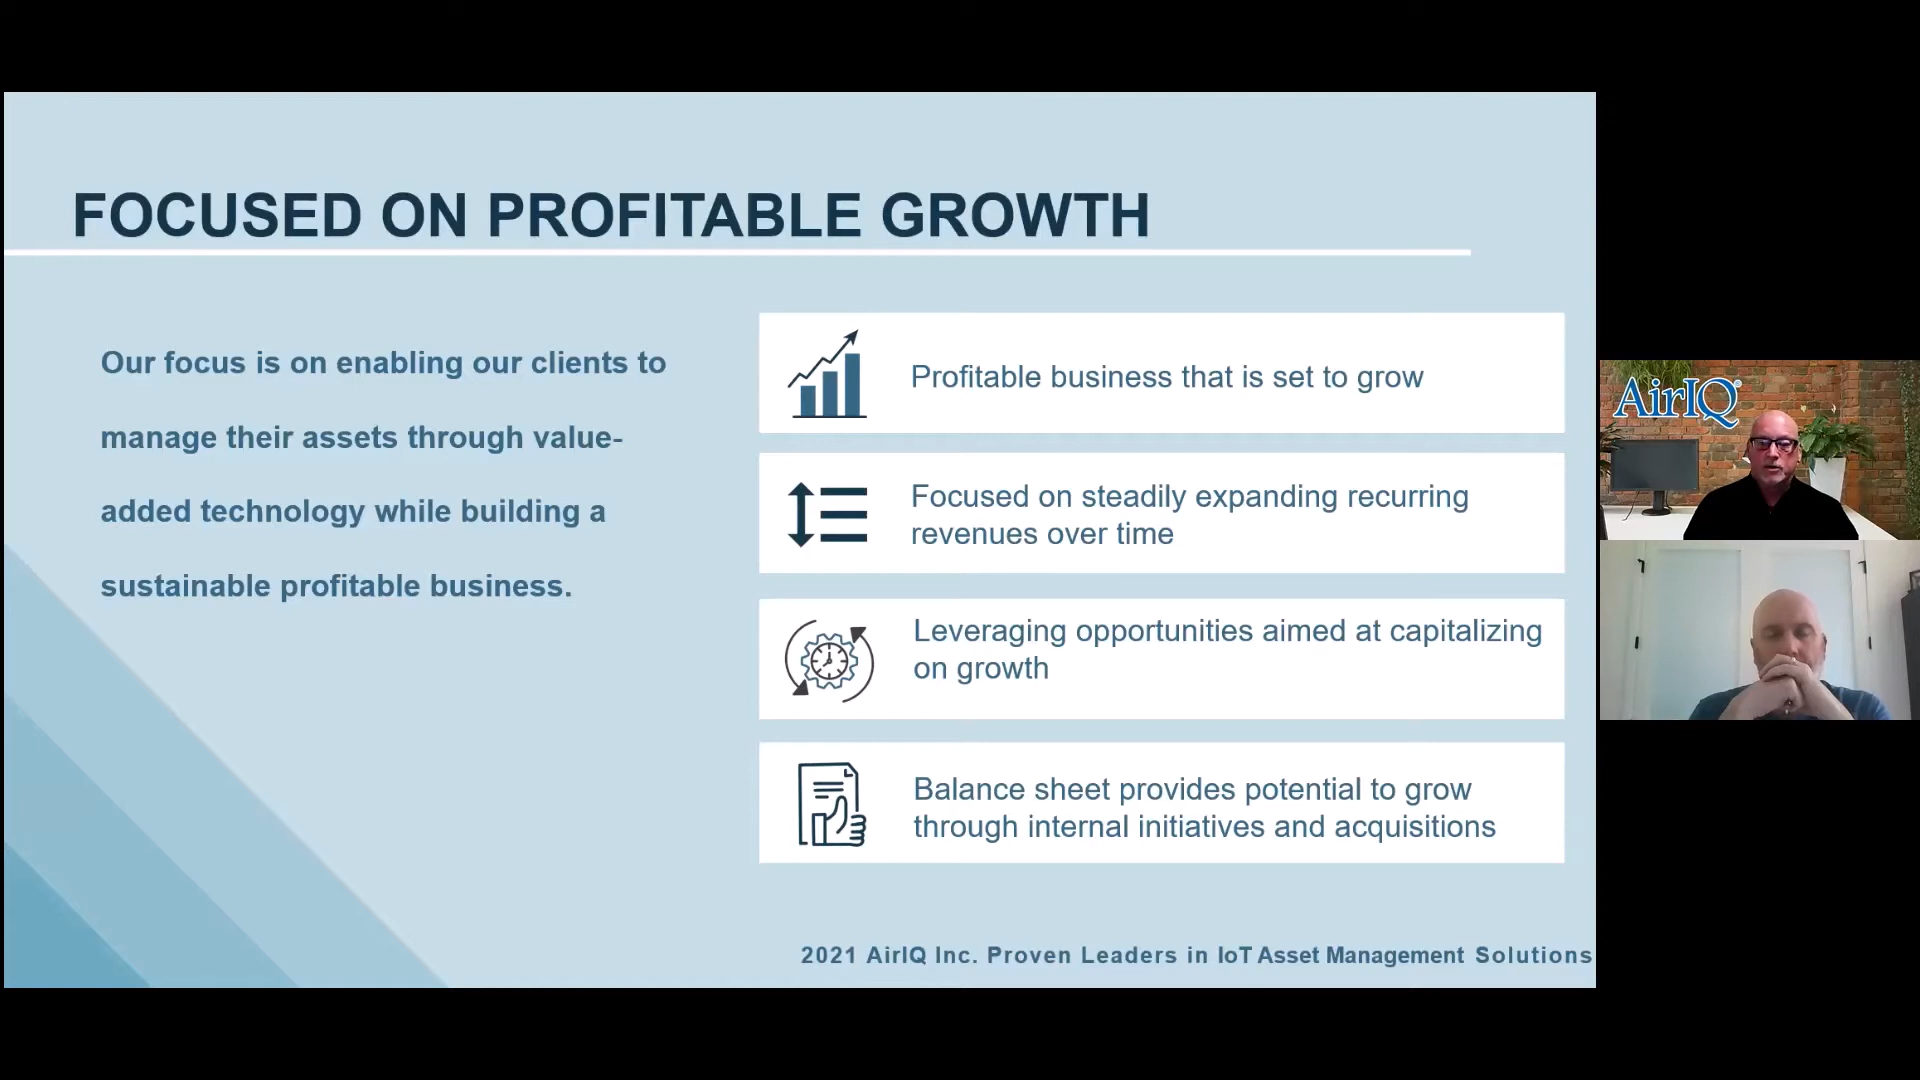 FOCUSED ON PROFITABLE GROWTH
Our focus is on enabling our clients to
manage their assets through value-
added technology while building a
sustainable profitable business.
Profitable business that is set to grow
Focused on steadily expanding recurring
revenues over time
Leveraging opportunities aimed at capitalizing
on growth
Balance sheet provides potential to grow
through internal initiatives and acquisitions
2021 AirIQ Inc. Proven Leaders in IoT Asset Management Solutions
AirIQ®